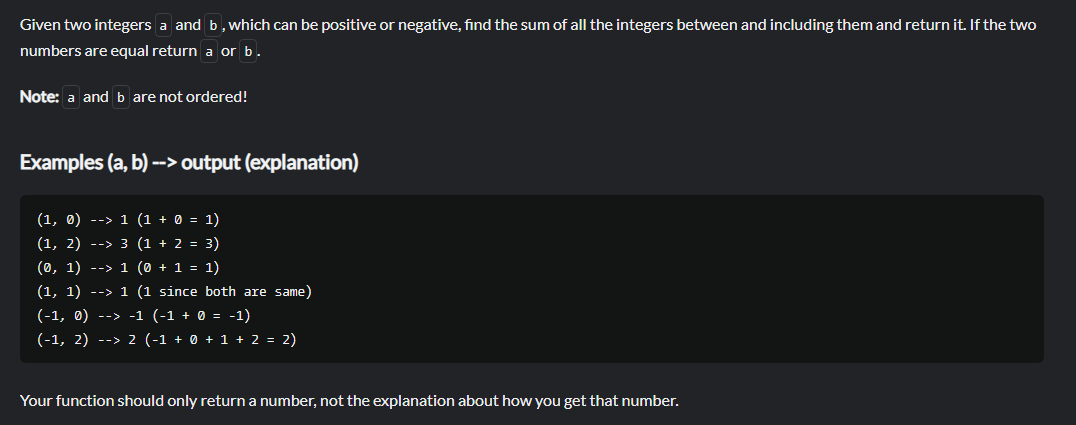 Given two integers a and b, which can be positive or negative, find the sum of all the integers between and including them and return it. If the two
numbers are equal return a or b.
Note: a and b are not ordered!
Examples (a, b) --> output (explanation)
(1, 0) --> 1 (1 + 0 = 1)
(1, 2) --> 3 (1 + 2 = 3)
(0, 1) --> 1 (0 + 1 = 1)
(1, 1) --> 1 (1 since both are same)
(-1, 0) --> -1 (-1 + 0 = -1)
(-1, 2) --> 2 (-1 + 0 + 1 + 2 = 2)
Your function should only return a number, not the explanation about how you get that number.